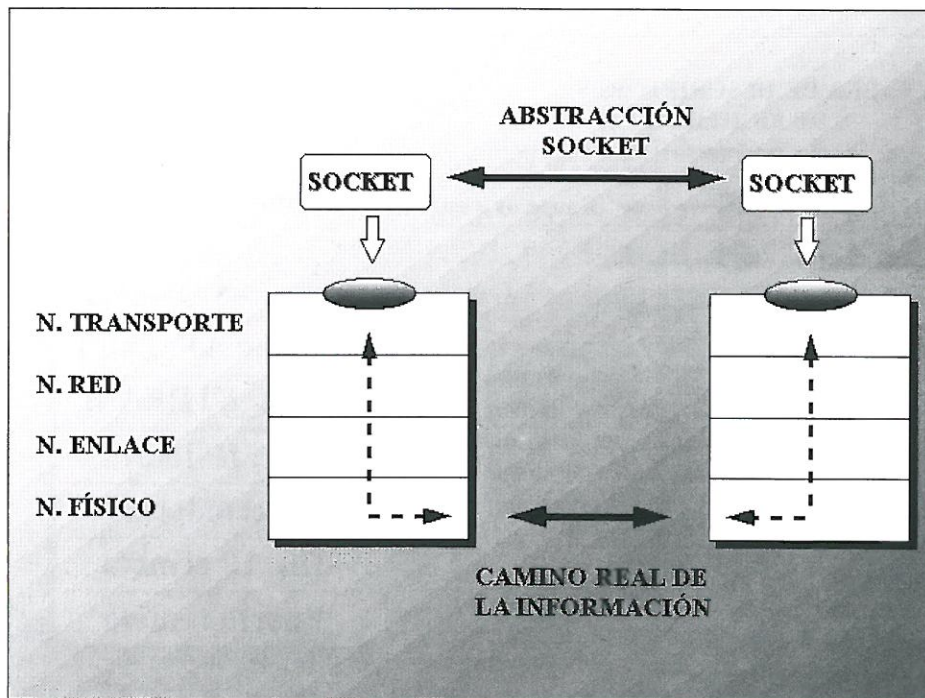 ABSTRACCIÓN
SOCKET
SOCKET
SOCKET
N. TRANSPORTE
N. RED
N. ENLACE
N. FÍSICO
CAMINO REAL DE
LA INFORMACIÓN